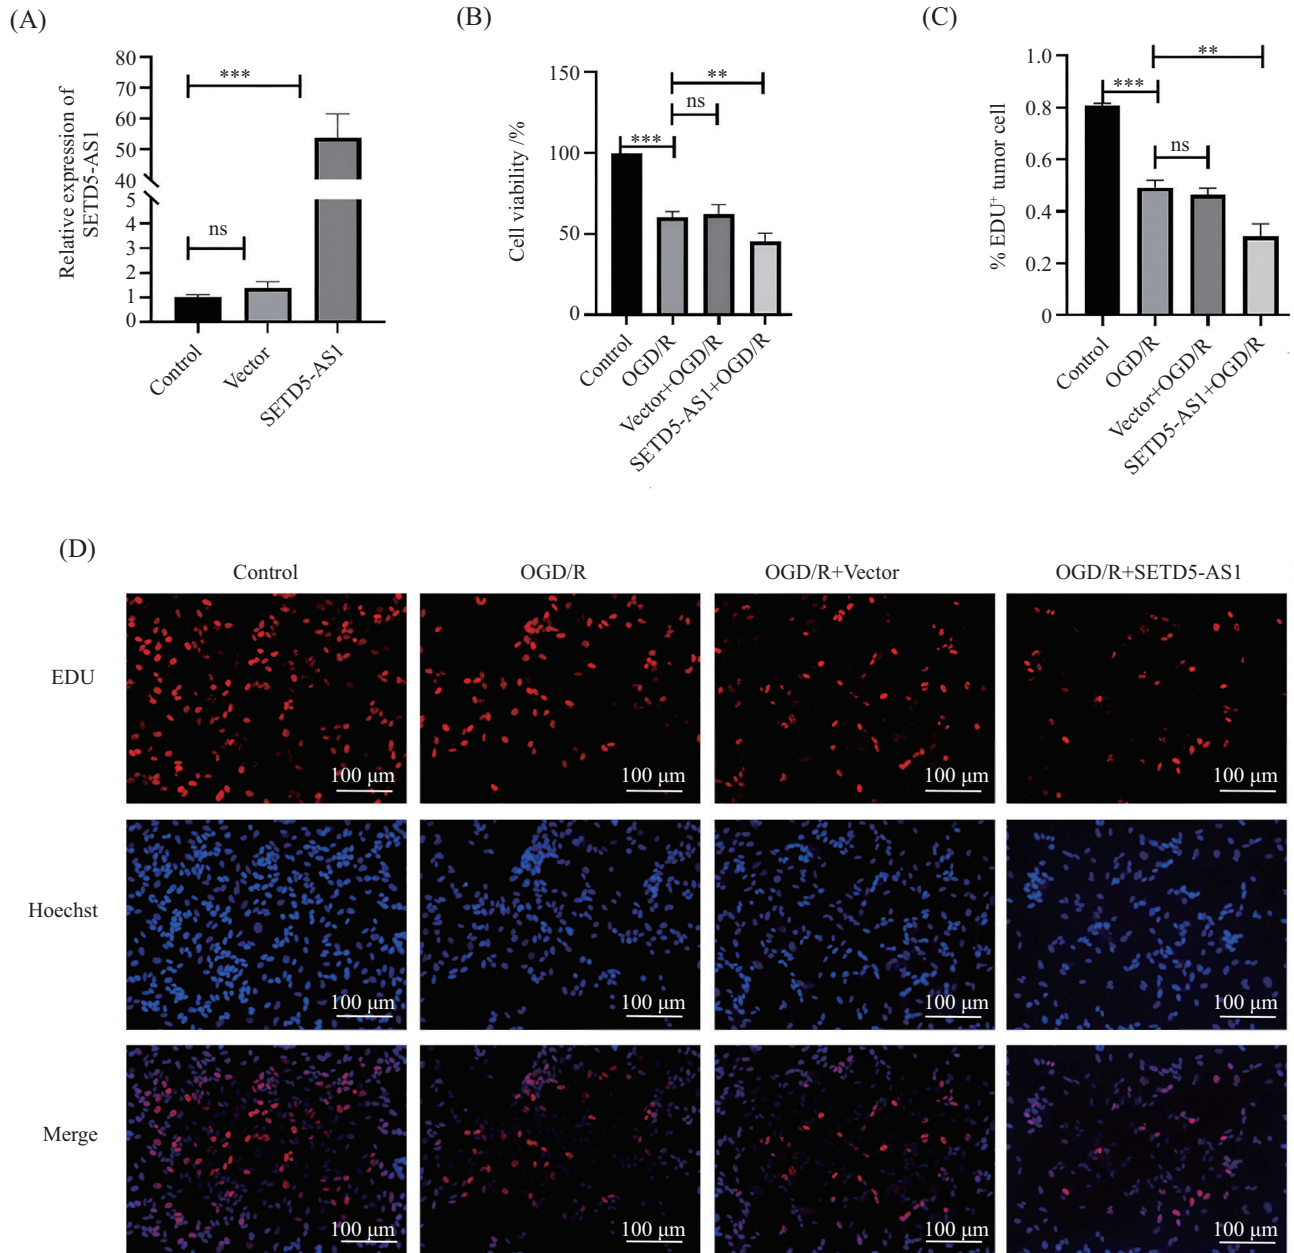 (A)
Relative expression of
SETD5-AS1
80
70
60
50
40
5
4
3
2
1
0
***
ns
Control
Vector
SETD5-AS1
(B)
Cell viability /%
150
100
50
0
***
ns
**
Control
OGD/R
Vector+OGD/R
SETD5-AS1+OGD/R
(C)
% EDU⁺ tumor cell
1.0
0.8
0.6
0.4
0.2
0
***
ns
**
Control
OGD/R
Vector+OGD/R
SETD5-AS1+OGD/R
(D)
Control OGD/R OGD/R+Vector OGD/R+SETD5-AS1
EDU
100 μm 100 μm 100 μm 100 μm
Hoechst
100 μm 100 μm 100 μm 100 μm
Merge
100 μm 100 μm 100 μm 100 μm